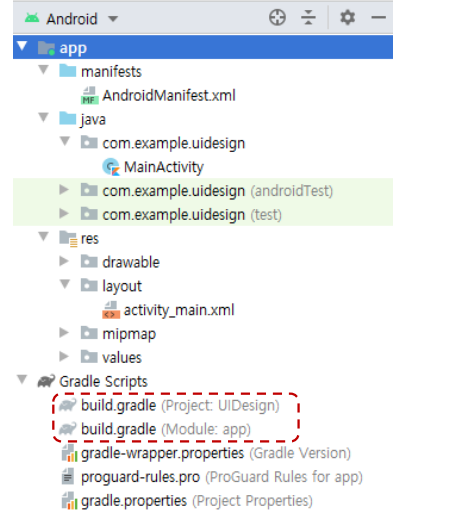 Android
app
manifests
AndroidManifest.xml
java
com.example.uidesign
MainActivity
com.example.uidesign (androidTest)
com.example.uidesign (test)
res
drawable
layout
activity_main.xml
mipmap
values
Gradle Scripts
build.gradle (Project: UIDesign)
build.gradle (Module: app)
gradle-wrapper.properties (Gradle Version)
proguard-rules.pro (ProGuard Rules for app)
gradle.properties (Project Properties)